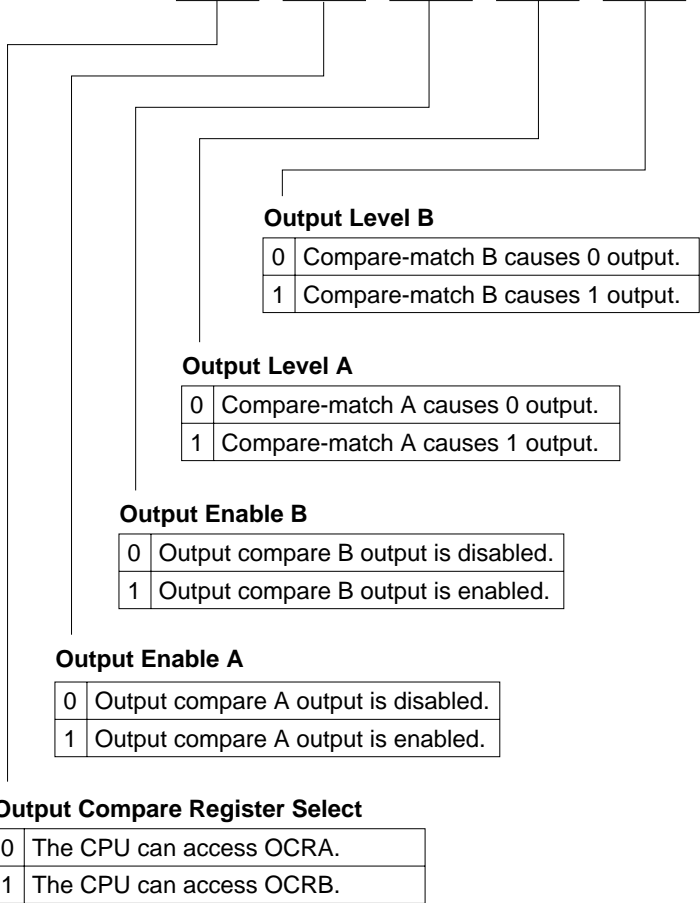 Output Level B
0 Compare-match B causes 0 output.
1 Compare-match B causes 1 output.
Output Level A
0 Compare-match A causes 0 output.
1 Compare-match A causes 1 output.
Output Enable B
0 Output compare B output is disabled.
1 Output compare B output is enabled.
Output Enable A
0 Output compare A output is disabled.
1 Output compare A output is enabled.
Output Compare Register Select
0 The CPU can access OCRA.
1 The CPU can access OCRB.